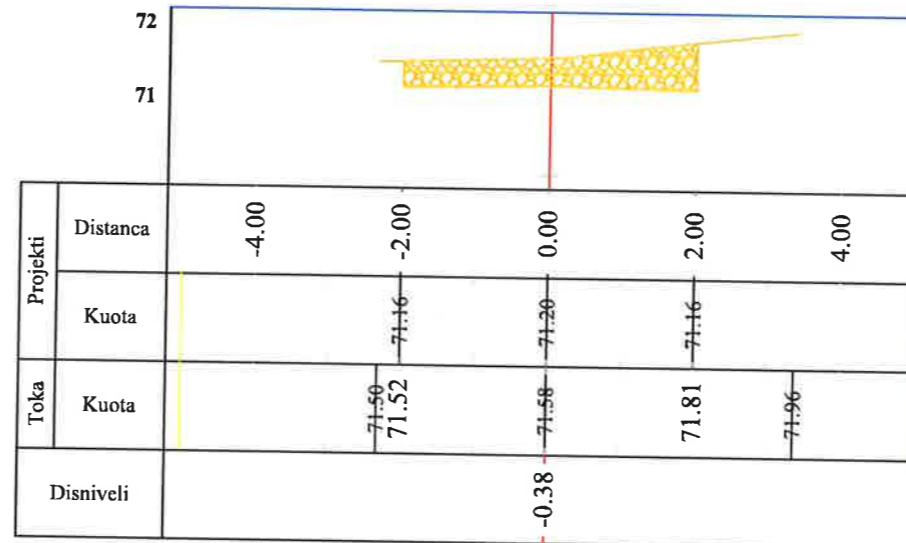 72
71
Projekti
Distanca
-4.00
-2.00
0.00
2.00
4.00
Kuota
71.16
71.20
71.16
Toka
Kuota
71.50
71.52
71.58
71.81
71.96
Disniveli
-0.38